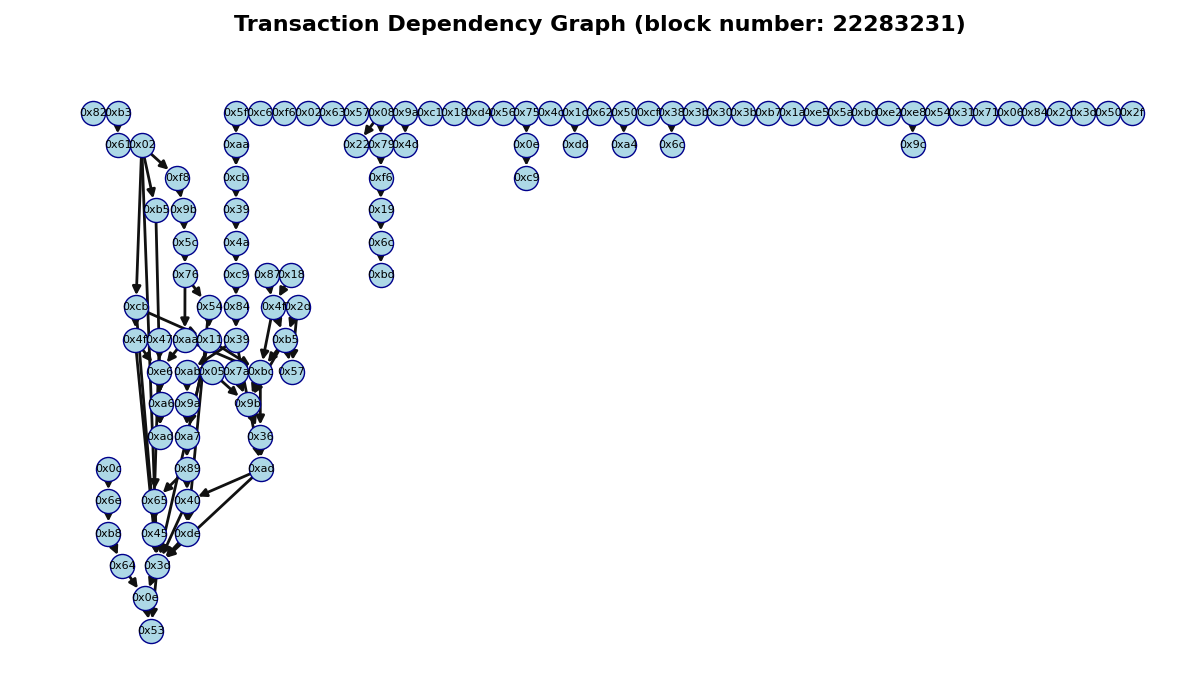 Transaction Dependency Graph (block number: 22283231)
0x82 0xb3 0x5f 0xc6 0xf6 0x02 0x63 0x57 0x08 0x9a 0xc1 0x18 0xd4 0x56 0x75 0x4c 0x1c 0x62 0x50 0xcf 0x38 0x3b 0x30 0x3b 0xb7 0x1a 0xe5 0x5a 0xbc 0xe2 0xe8 0x54 0x31 0x71 0x06 0x84 0x2c 0x3d 0x50 0x2f
0x61 0x02 0xaa 0x22 0x79 0x4c 0x0e 0xdd 0xa4 0x6c 0x9c
0xf8 0xcb 0xf6 0xc9
0xb5 0x9b 0x39 0x19
0x5c 0x4a 0x6c
0x76 0xc9 0x87 0x18 0xbd
0xcb 0x54 0x84 0x4f 0x2d
0x4f 0x47 0xaa 0x11 0x39 0xb5
0xe6 0xab 0x05 0x7a 0xbc 0x57
0xa6 0x9a 0x9b
0xad 0xa7 0x36
0x0c 0x89 0xad
0x6e 0x65 0x40
0xb8 0x45 0xde
0x64 0x3d
0x0e
0x53